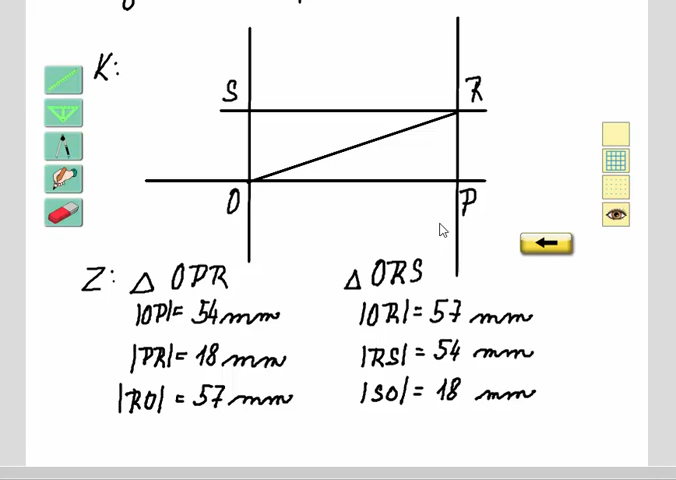 K:
S R
O P
Z: △ OPR △ ORS
|OP| = 54 mm |OR| = 57 mm
|PR| = 18 mm |RS| = 54 mm
|RO| = 57 mm |SO| = 18 mm